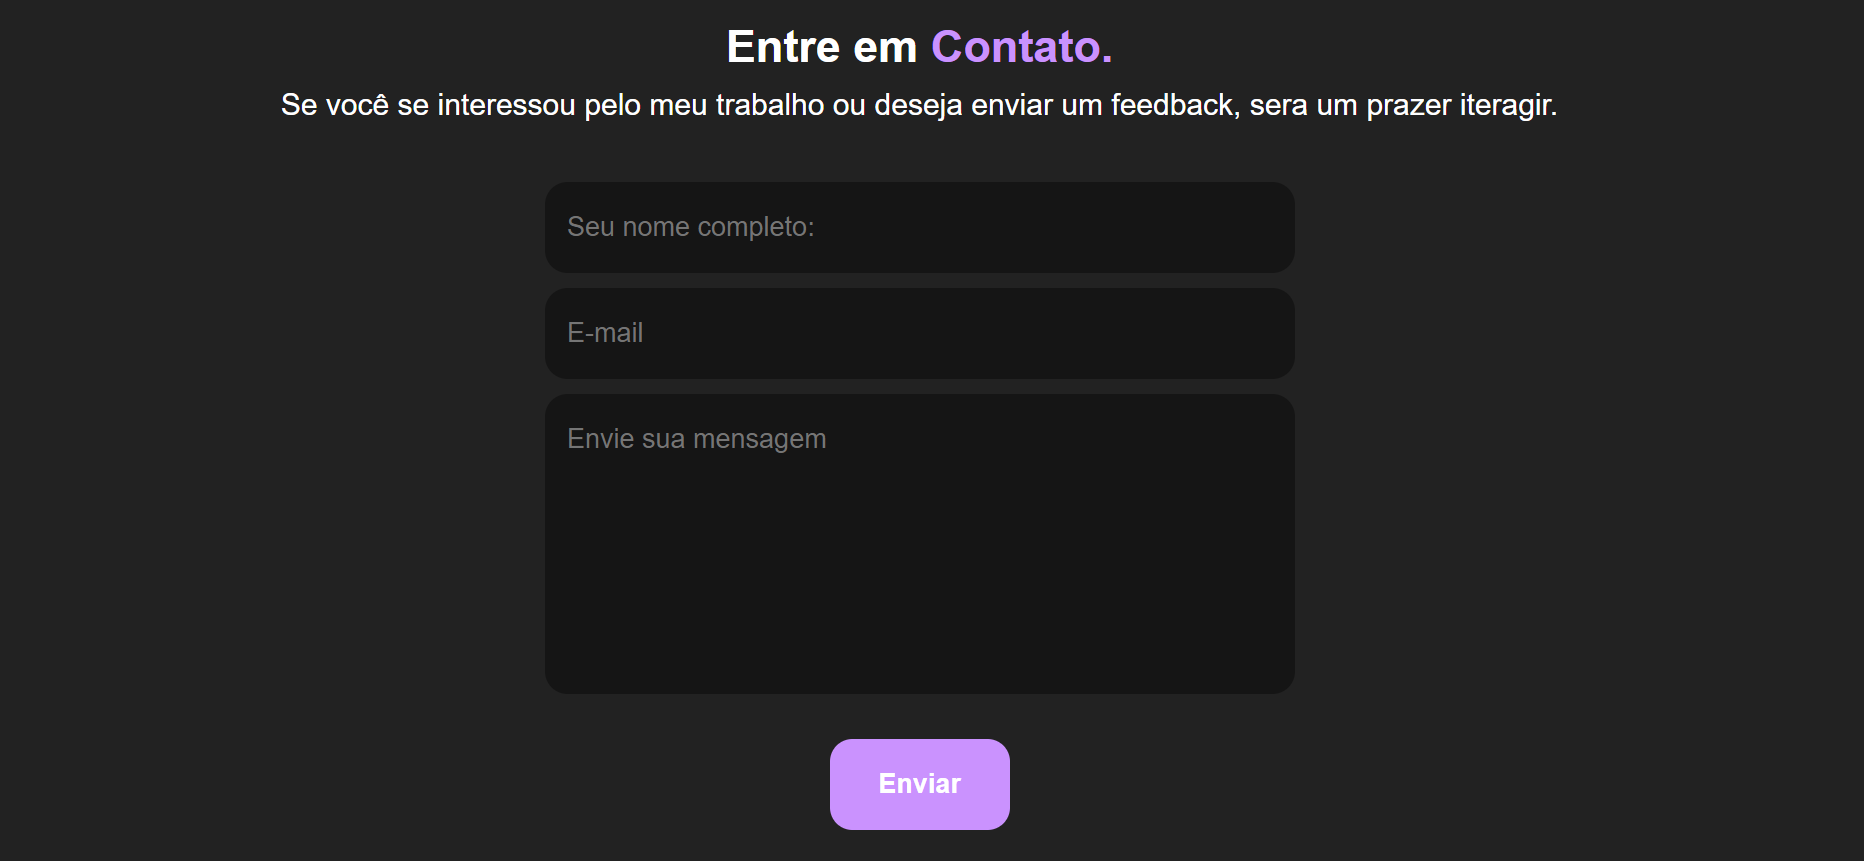 Entre em Contato.
Se você se interessou pelo meu trabalho ou deseja enviar um feedback, sera um prazer iteragir.
Seu nome completo:
E-mail
Envie sua mensagem
Enviar